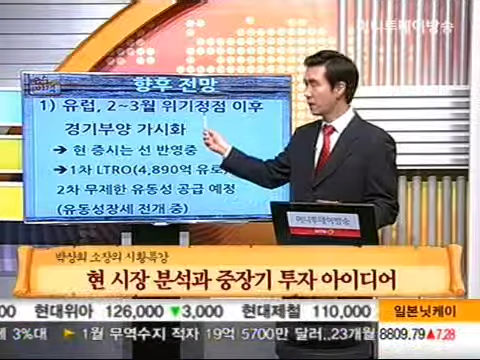 머니투데이방송
향후 전망
1) 유럽, 2~3월 위기정점 이후
경기부양 가시화
→ 현 증시는 선 반영중
→ 1차 LTRO(4,890억 유로)
2차 무제한 유동성 공급 예정
(유동성장세 전개 중)
머니투데이방송
박상희 소장의 시황특강
현 시장 분석과 중장기 투자 아이디어
00 현대위아 126,000 ▼3,000 현대제철 110,000 일본닛케이
제 3%대 ▶ 1월 무역수지 적자 19억 5700만 달러..23개월 8809.79▲7.28